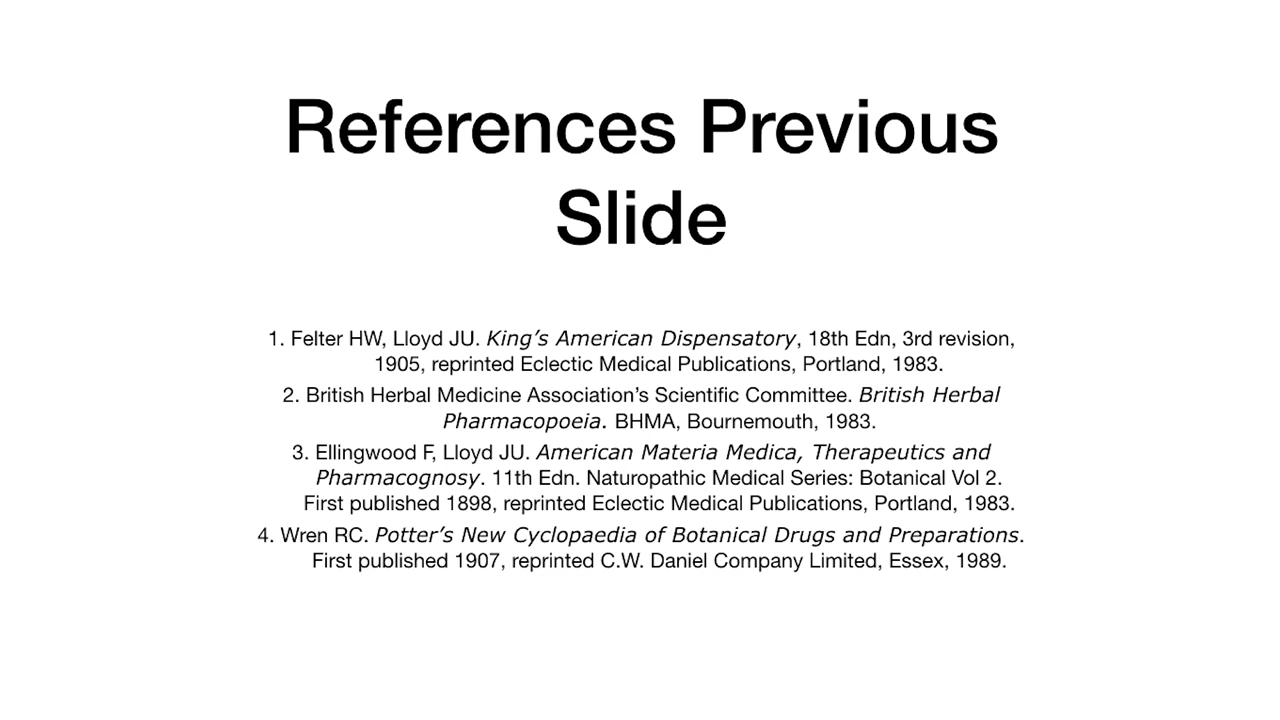 References Previous
Slide
1. Felter HW, Lloyd JU. King’s American Dispensatory, 18th Edn, 3rd revision,
1905, reprinted Eclectic Medical Publications, Portland, 1983.
2. British Herbal Medicine Association’s Scientific Committee. British Herbal
Pharmacopoeia. BHMA, Bournemouth, 1983.
3. Ellingwood F, Lloyd JU. American Materia Medica, Therapeutics and
Pharmacognosy. 11th Edn. Naturopathic Medical Series: Botanical Vol 2.
First published 1898, reprinted Eclectic Medical Publications, Portland, 1983.
4. Wren RC. Potter’s New Cyclopaedia of Botanical Drugs and Preparations.
First published 1907, reprinted C.W. Daniel Company Limited, Essex, 1989.